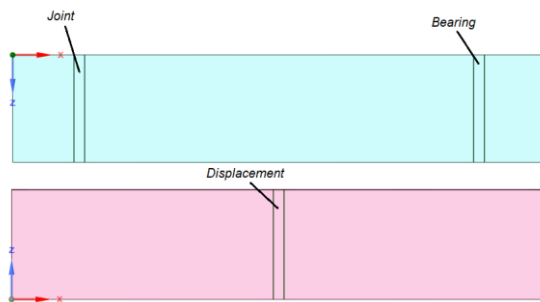 Joint
Bearing
x
z
Displacement
z
x